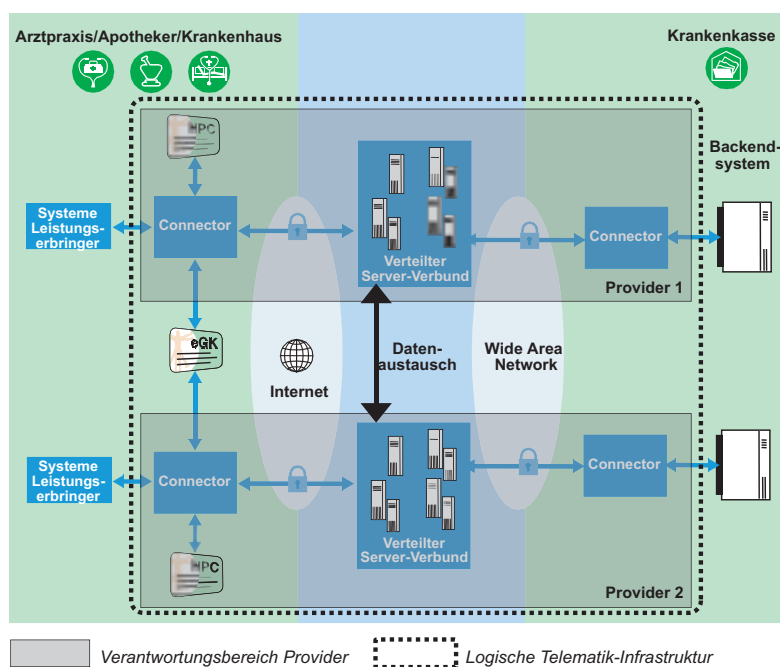 Arztpraxis/Apotheker/Krankenhaus
Krankenkasse
HPC
Backend-
system
Systeme
Leistungs-
erbringer
Connector
Verteilter
Server-Verbund
Connector
Provider 1
eGK
Internet
Daten-
austausch
Wide Area
Network
Systeme
Leistungs-
erbringer
Connector
Verteilter
Server-Verbund
Connector
HPC
Provider 2
Verantwortungsbereich Provider
Logische Telematik-Infrastruktur